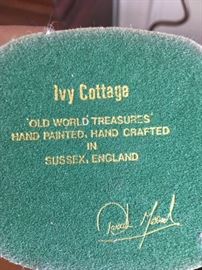 Ivy Cottage
'OLD WORLD TREASURES'
HAND PAINTED, HAND CRAFTED
IN
SUSSEX, ENGLAND